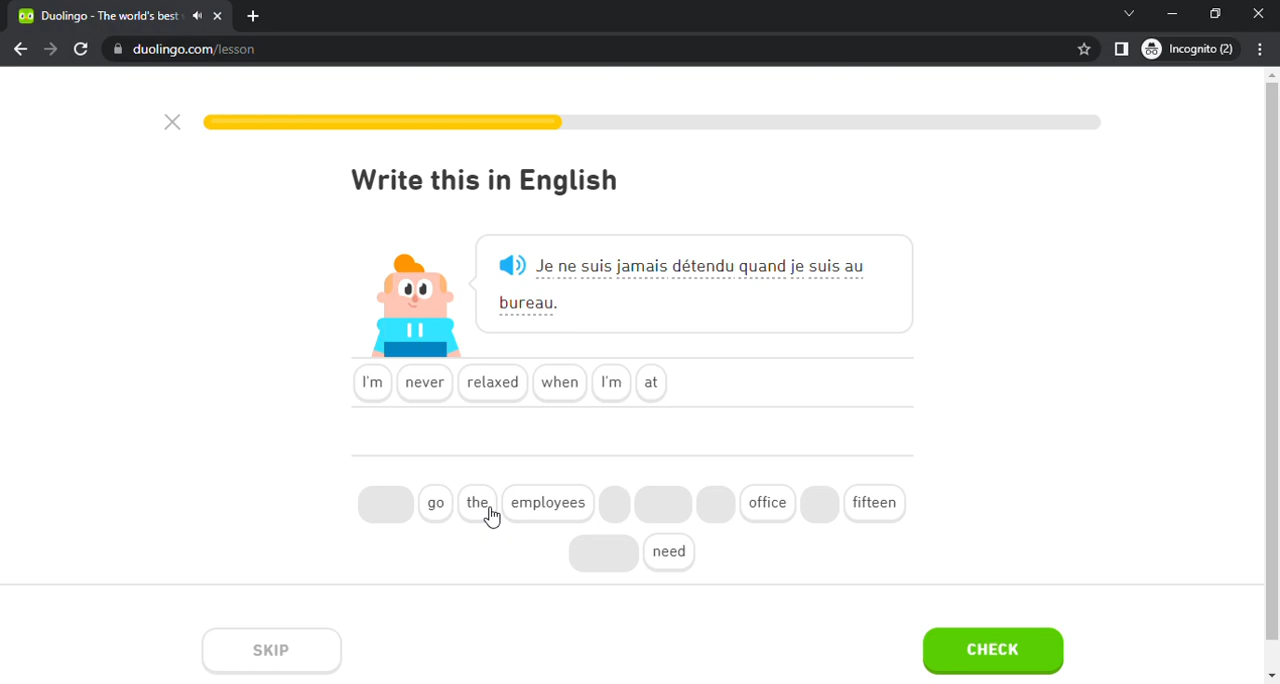 Duolingo - The world's best
duolingo.com/lesson
Incognito (2)
Write this in English
Je ne suis jamais détendu quand je suis au
bureau.
I'm never relaxed when I'm at
go the employees office fifteen
need
SKIP CHECK